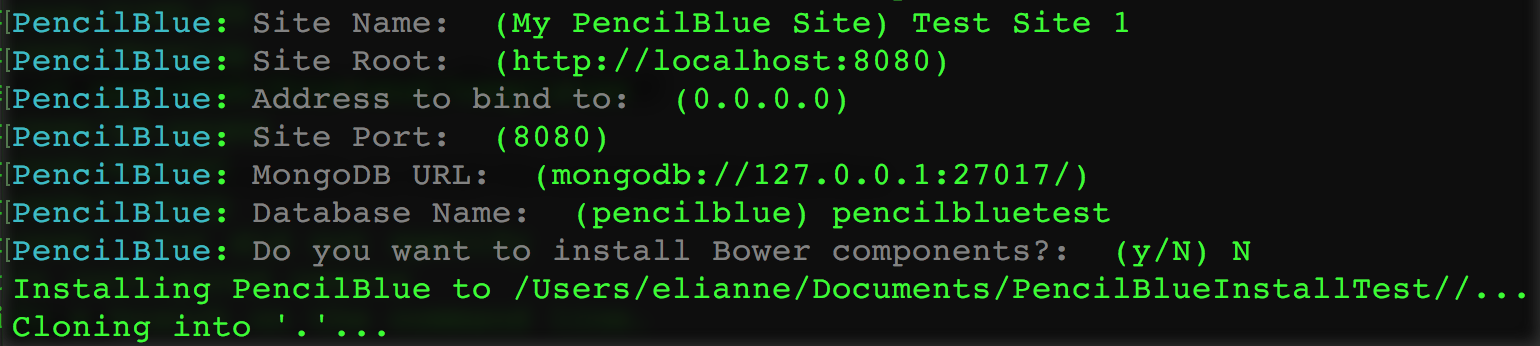 PencilBlue: Site Name:  (My PencilBlue Site) Test Site 1
PencilBlue: Site Root:  (http://localhost:8080)
PencilBlue: Address to bind to:  (0.0.0.0)
PencilBlue: Site Port:  (8080)
PencilBlue: MongoDB URL:  (mongodb://127.0.0.1:27017/)
PencilBlue: Database Name:  (pencilblue) pencilbluetest
PencilBlue: Do you want to install Bower components?:  (y/N) N
Installing PencilBlue to /Users/elianne/Documents/PencilBlueInstallTest//...
Cloning into '.'...